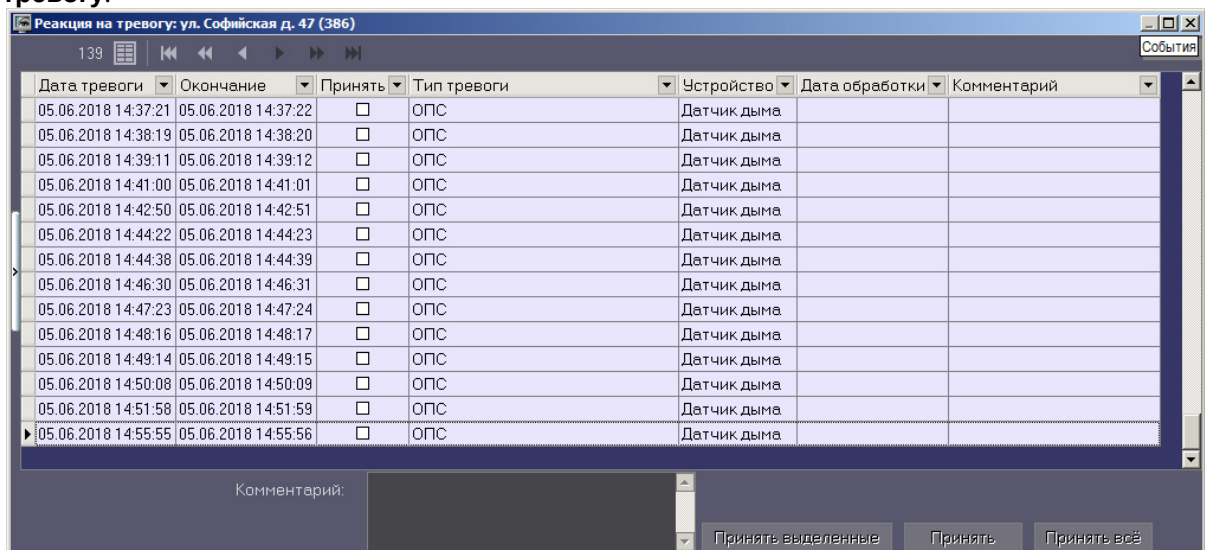 тревогу.
Реакция на тревогу: ул. Софийская д. 47 (386)
139
События
Дата тревоги Окончание Принять Тип тревоги Устройство Дата обработки Комментарий
05.06.2018 14:37:21 05.06.2018 14:37:22 ОПС Датчик дыма
05.06.2018 14:38:19 05.06.2018 14:38:20 ОПС Датчик дыма
05.06.2018 14:39:11 05.06.2018 14:39:12 ОПС Датчик дыма
05.06.2018 14:41:00 05.06.2018 14:41:01 ОПС Датчик дыма
05.06.2018 14:42:50 05.06.2018 14:42:51 ОПС Датчик дыма
05.06.2018 14:44:22 05.06.2018 14:44:23 ОПС Датчик дыма
05.06.2018 14:44:38 05.06.2018 14:44:39 ОПС Датчик дыма
05.06.2018 14:46:30 05.06.2018 14:46:31 ОПС Датчик дыма
05.06.2018 14:47:23 05.06.2018 14:47:24 ОПС Датчик дыма
05.06.2018 14:48:16 05.06.2018 14:48:17 ОПС Датчик дыма
05.06.2018 14:49:14 05.06.2018 14:49:15 ОПС Датчик дыма
05.06.2018 14:50:08 05.06.2018 14:50:09 ОПС Датчик дыма
05.06.2018 14:51:58 05.06.2018 14:51:59 ОПС Датчик дыма
05.06.2018 14:55:55 05.06.2018 14:55:56 ОПС Датчик дыма
Комментарий:
Принять выделенные Принять Принять всё